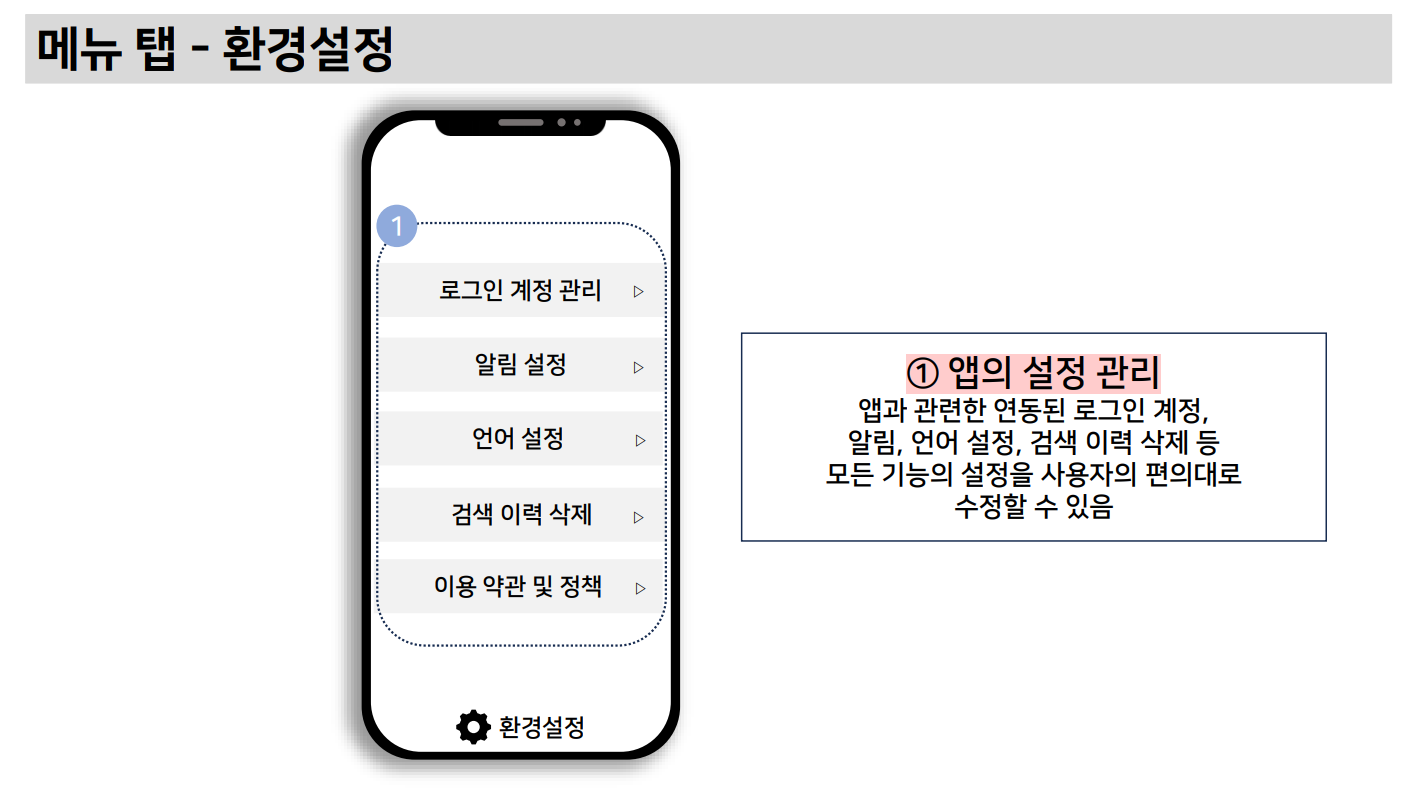 메뉴 탭 - 환경설정
1
로그인 계정 관리 ▷
알림 설정 ▷
언어 설정 ▷
검색 이력 삭제 ▷
이용 약관 및 정책 ▷
환경설정
① 앱의 설정 관리
앱과 관련한 연동된 로그인 계정,
알림, 언어 설정, 검색 이력 삭제 등
모든 기능의 설정을 사용자의 편의대로
수정할 수 있음